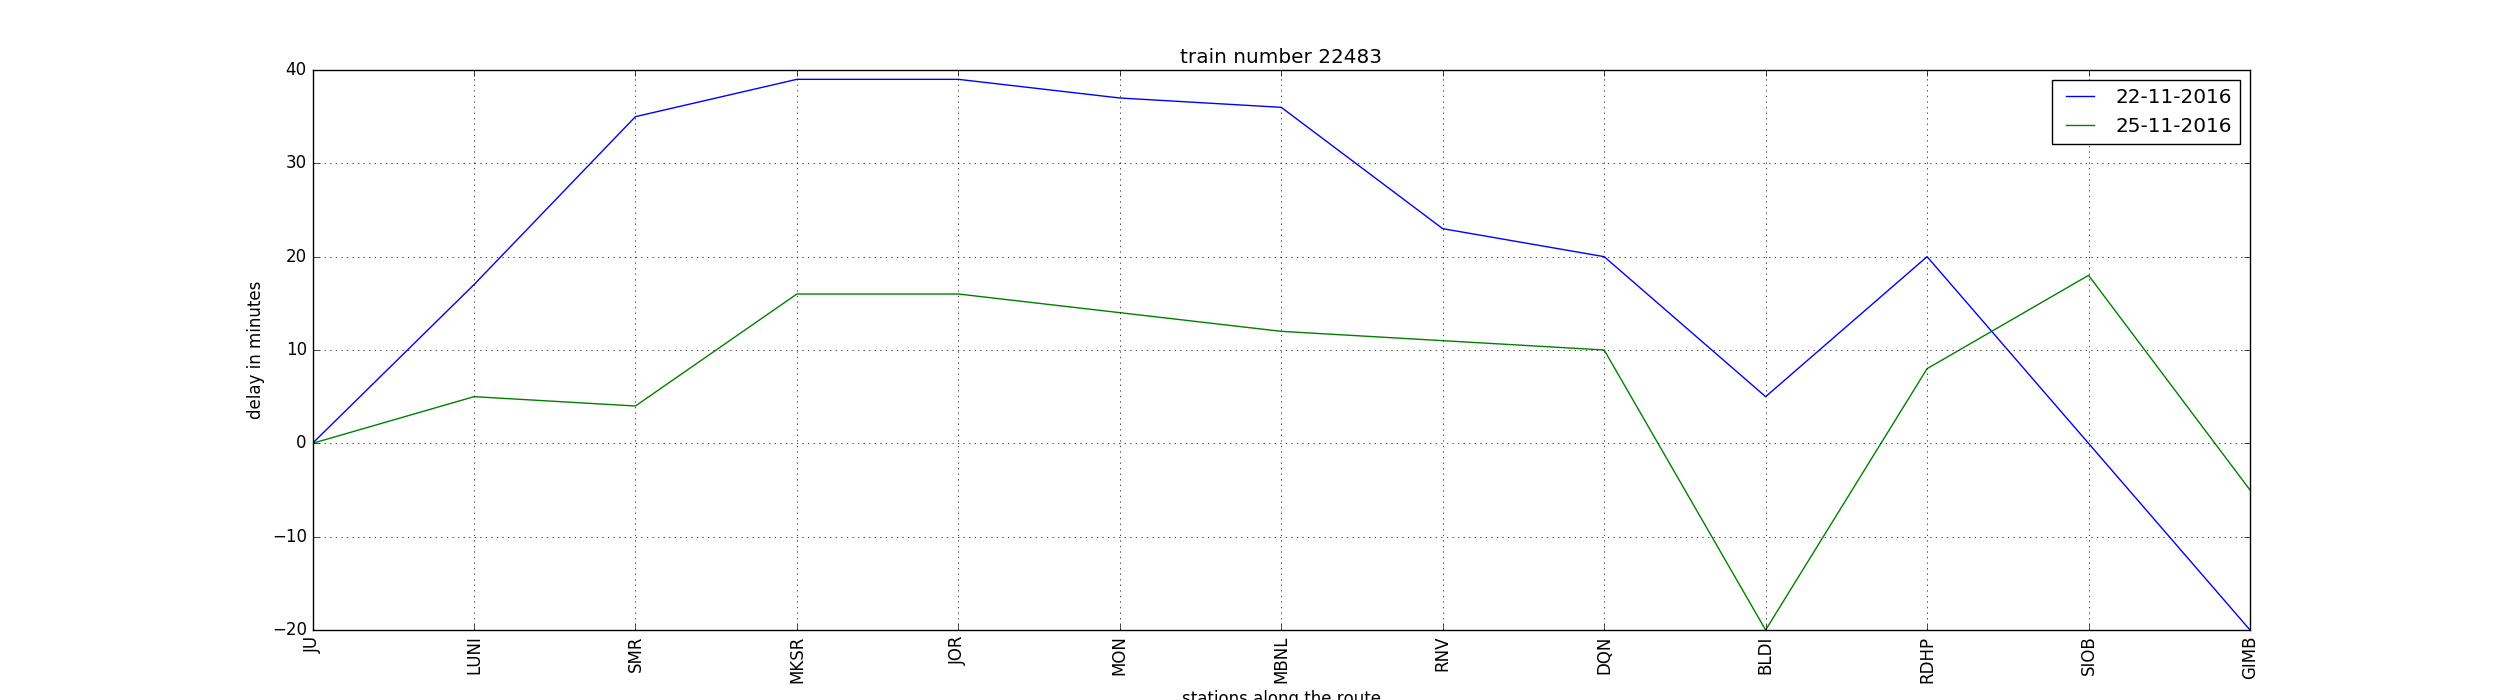 train number 22483
40
30
20
10
0
−10
−20
delay in minutes
22-11-2016
25-11-2016
JU
LUNI
SMR
MKSR
JOR
MON
MBNL
RNV
DQN
BLDI
RDHP
SIOB
GIMB
stations along the route